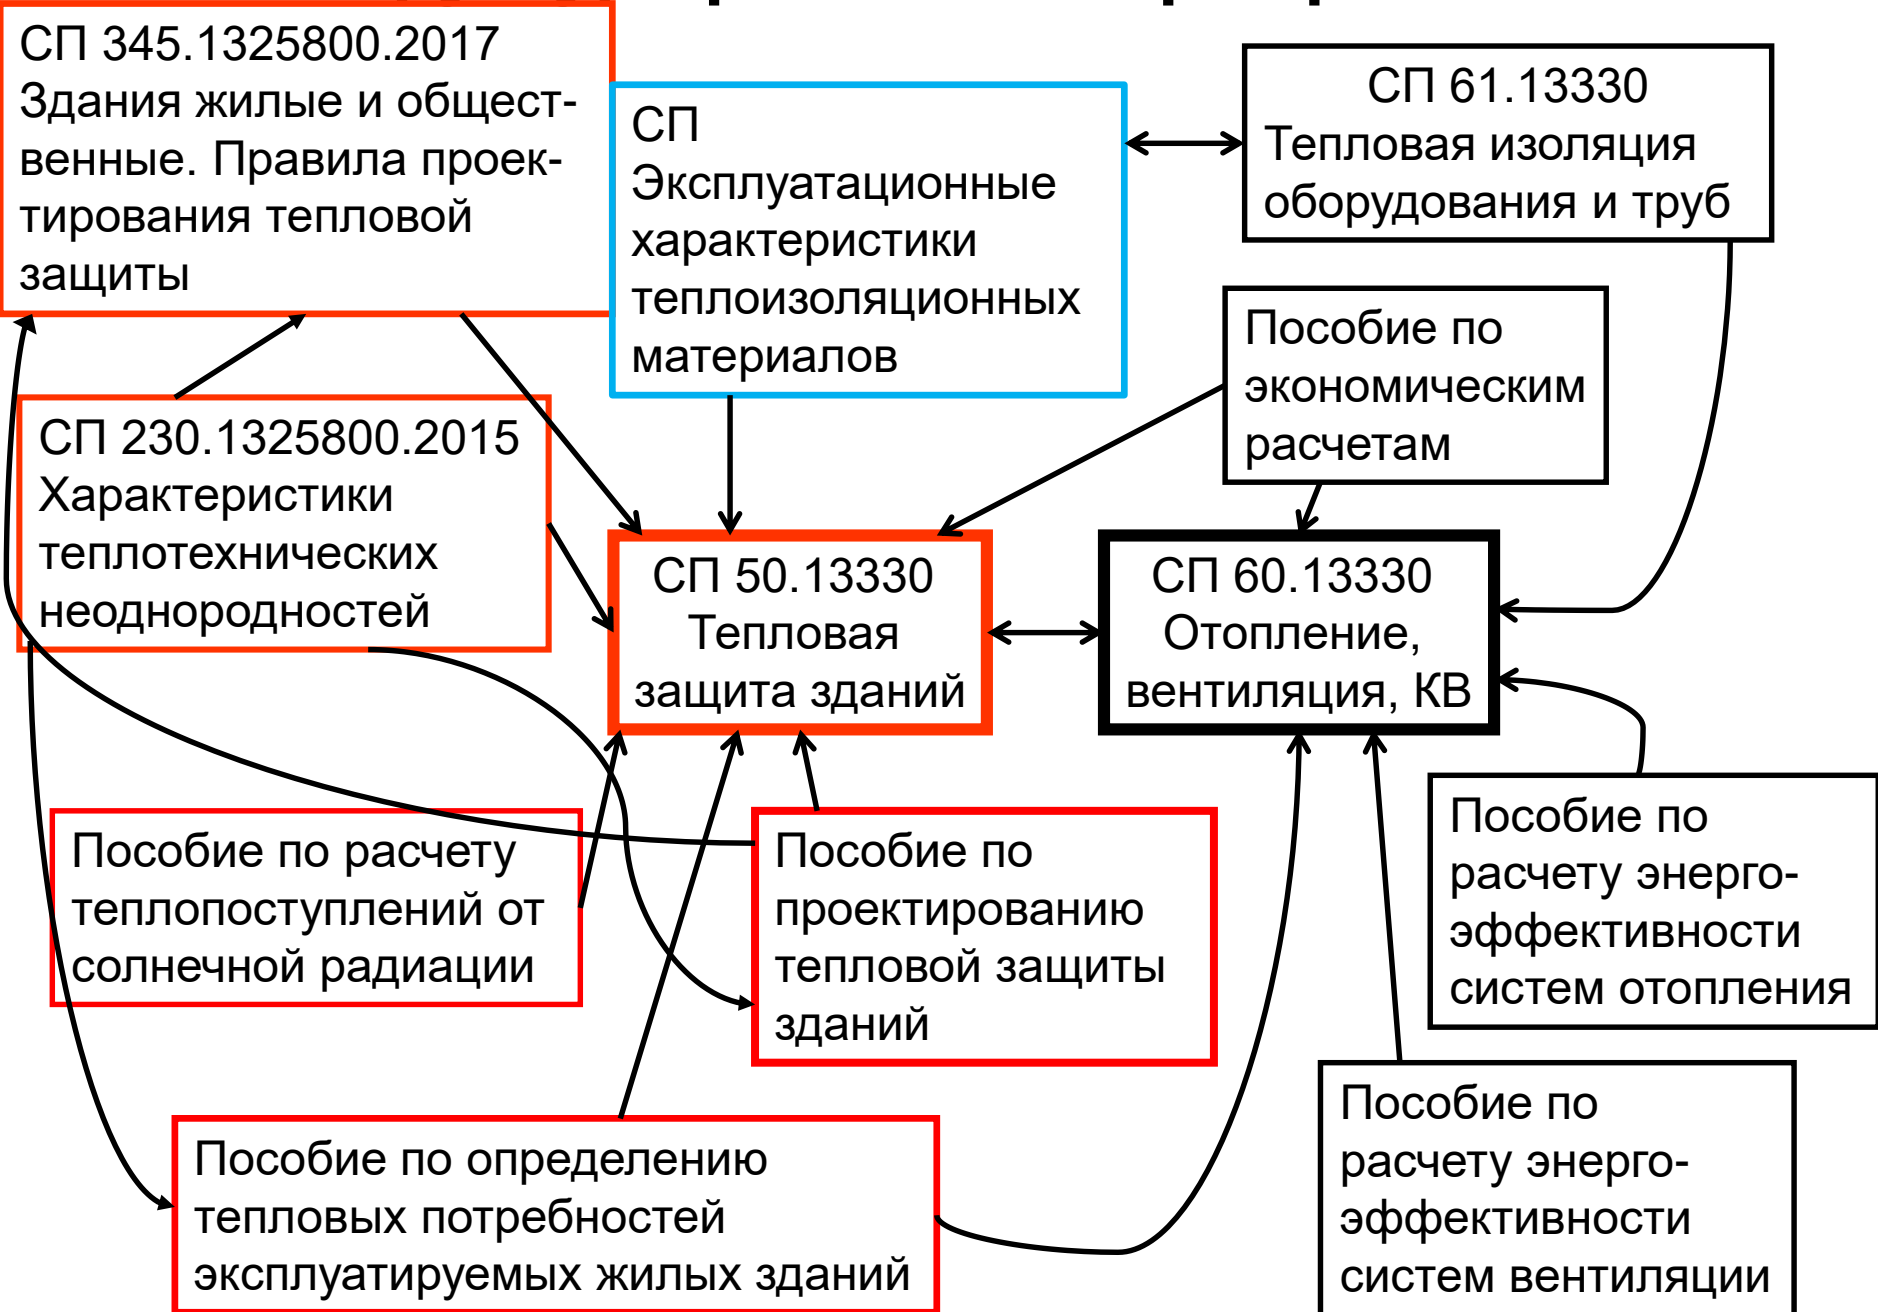 СП 345.1325800.2017
Здания жилые и общест-
венные. Правила проек-
тирования тепловой
защиты
СП
Эксплуатационные
характеристики
теплоизоляционных
материалов
СП 61.13330
Тепловая изоляция
оборудования и труб
Пособие по
экономическим
расчетам
СП 230.1325800.2015
Характеристики
теплотехнических
неоднородностей
СП 50.13330
Тепловая
защита зданий
СП 60.13330
Отопление,
вентиляция, КВ
Пособие по расчету
теплопоступлений от
солнечной радиации
Пособие по
проектированию
тепловой защиты
зданий
Пособие по
расчету энерго-
эффективности
систем отопления
Пособие по определению
тепловых потребностей
эксплуатируемых жилых зданий
Пособие по
расчету энерго-
эффективности
систем вентиляции